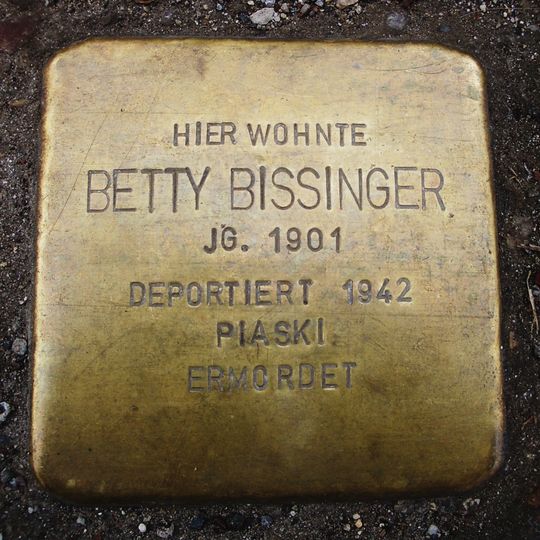 HIER WOHNTE
BETTY BISSINGER
JG. 1901
DEPORTIERT 1942
PIASKI
ERMORDET